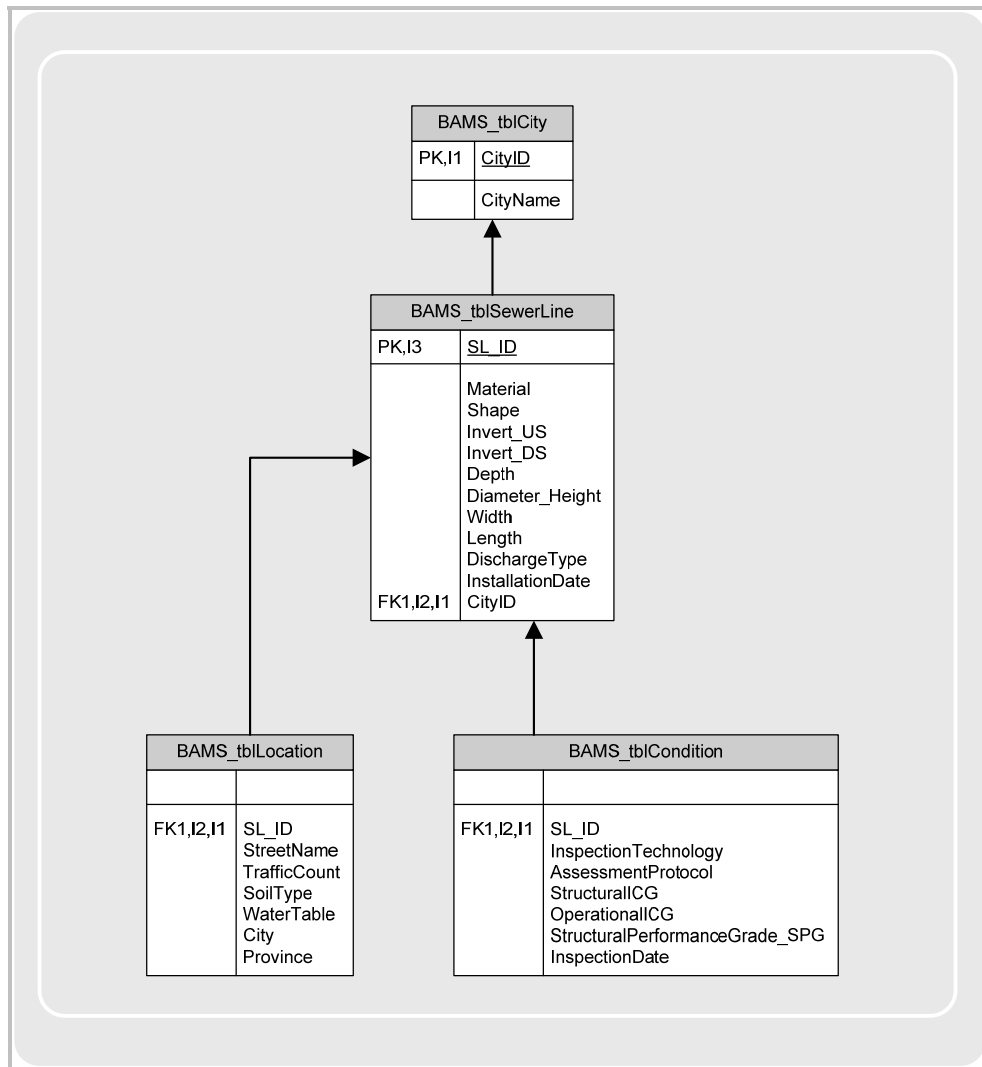 BAMS_tblCity
PK,I1 CityID
CityName
BAMS_tblSewerLine
PK,I3 SL_ID
Material
Shape
Invert_US
Invert_DS
Depth
Diameter_Height
Width
Length
DischargeType
InstallationDate
FK1,I2,I1 CityID
BAMS_tblLocation
FK1,I2,I1 SL_ID
StreetName
TrafficCount
SoilType
WaterTable
City
Province
BAMS_tblCondition
FK1,I2,I1 SL_ID
InspectionTechnology
AssessmentProtocol
StructuralICG
OperationalICG
StructuralPerformanceGrade_SPG
InspectionDate